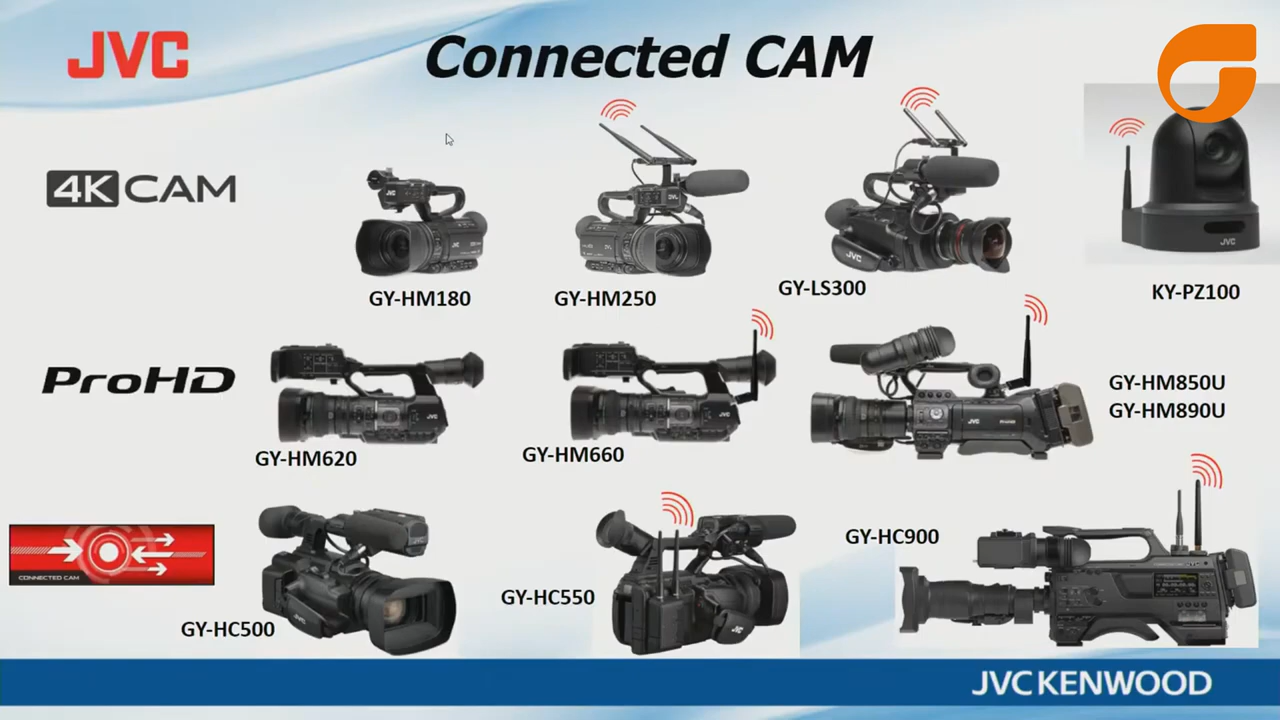 JVC
Connected CAM
4K CAM
GY-HM180
GY-HM250
GY-LS300
KY-PZ100
ProHD
GY-HM620
GY-HM660
GY-HM850U
GY-HM890U
CONNECTED CAM
GY-HC500
GY-HC550
GY-HC900
JVCKENWOOD